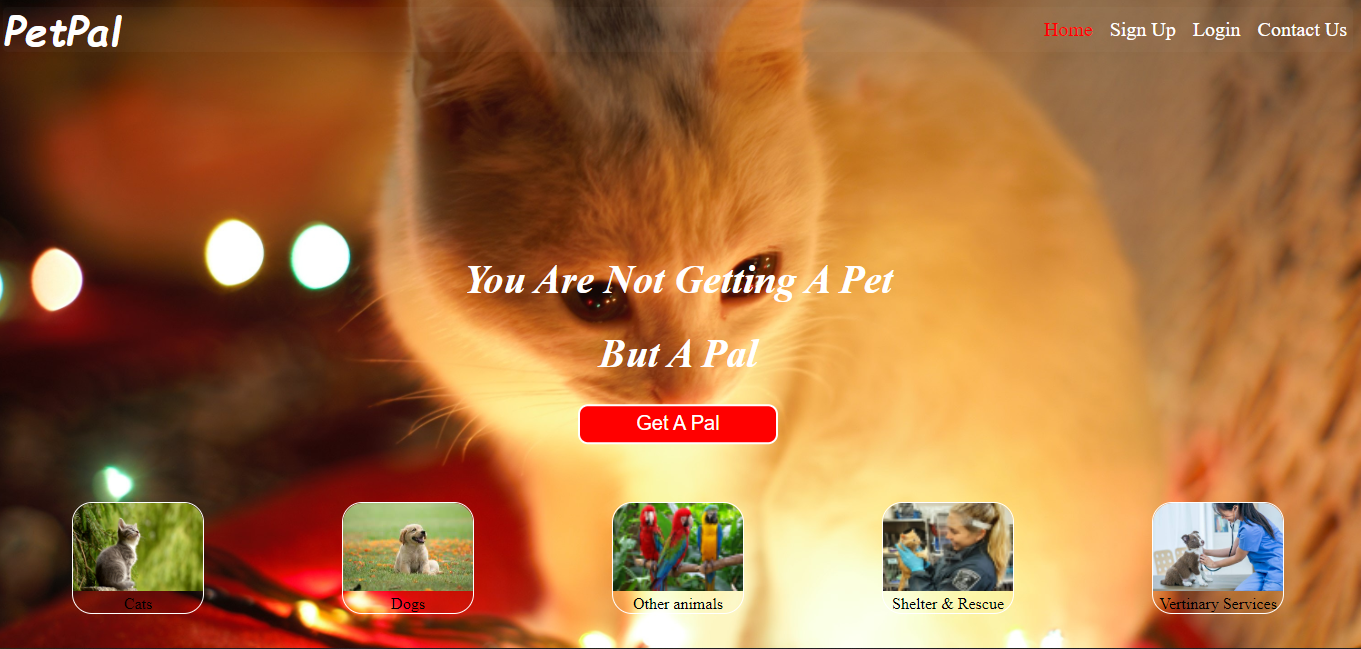 PetPal
Home Sign Up Login Contact Us
You Are Not Getting A Pet
But A Pal
Get A Pal
Cats
Dogs
Other animals
Shelter & Rescue
Vertinary Services